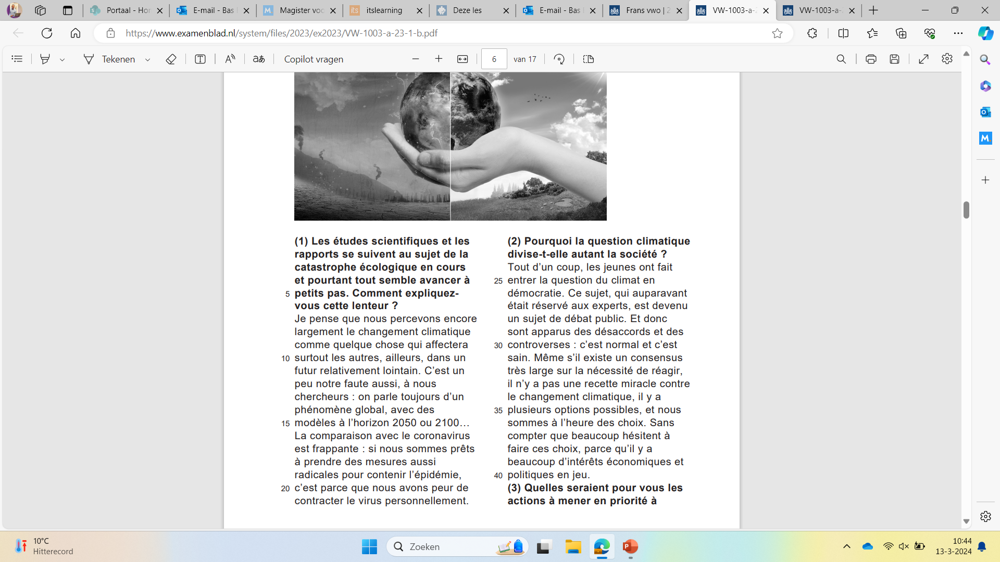 Portaal - Hor
E-mail - Bas
Magister voo
itslearning
Deze les
E-mail - Bas
Frans vwo | 2
VW-1003-a-2
VW-1003-a-
https://www.examenblad.nl/system/files/2023/ex2023/VW-1003-a-23-1-b.pdf
Tekenen
Copilot vragen
6 van 17
(1) Les études scientifiques et les
rapports se suivent au sujet de la
catastrophe écologique en cours
et pourtant tout semble avancer à
5 petits pas. Comment expliquez-
vous cette lenteur ?
Je pense que nous percevons encore
largement le changement climatique
comme quelque chose qui affectera
10 surtout les autres, ailleurs, dans un
futur relativement lointain. C’est un
peu notre faute aussi, à nous
chercheurs : on parle toujours d’un
phénomène global, avec des
15 modèles à l’horizon 2050 ou 2100…
La comparaison avec le coronavirus
est frappante : si nous sommes prêts
à prendre des mesures aussi
radicales pour contenir l’épidémie,
20 c’est parce que nous avons peur de
contracter le virus personnellement.
(2) Pourquoi la question climatique
divise-t-elle autant la société ?
Tout d’un coup, les jeunes ont fait
25 entrer la question du climat en
démocratie. Ce sujet, qui auparavant
était réservé aux experts, est devenu
un sujet de débat public. Et donc
sont apparus des désaccords et des
30 controverses : c’est normal et c’est
sain. Même s’il existe un consensus
très large sur la nécessité de réagir,
il n’y a pas une recette miracle contre
le changement climatique, il y a
35 plusieurs options possibles, et nous
sommes à l’heure des choix. Sans
compter que beaucoup hésitent à
faire ces choix, parce qu’il y a
beaucoup d’intérêts économiques et
40 politiques en jeu.
(3) Quelles seraient pour vous les
actions à mener en priorité à
10°C
Hitterecord
Zoeken
10:44
13-3-2024